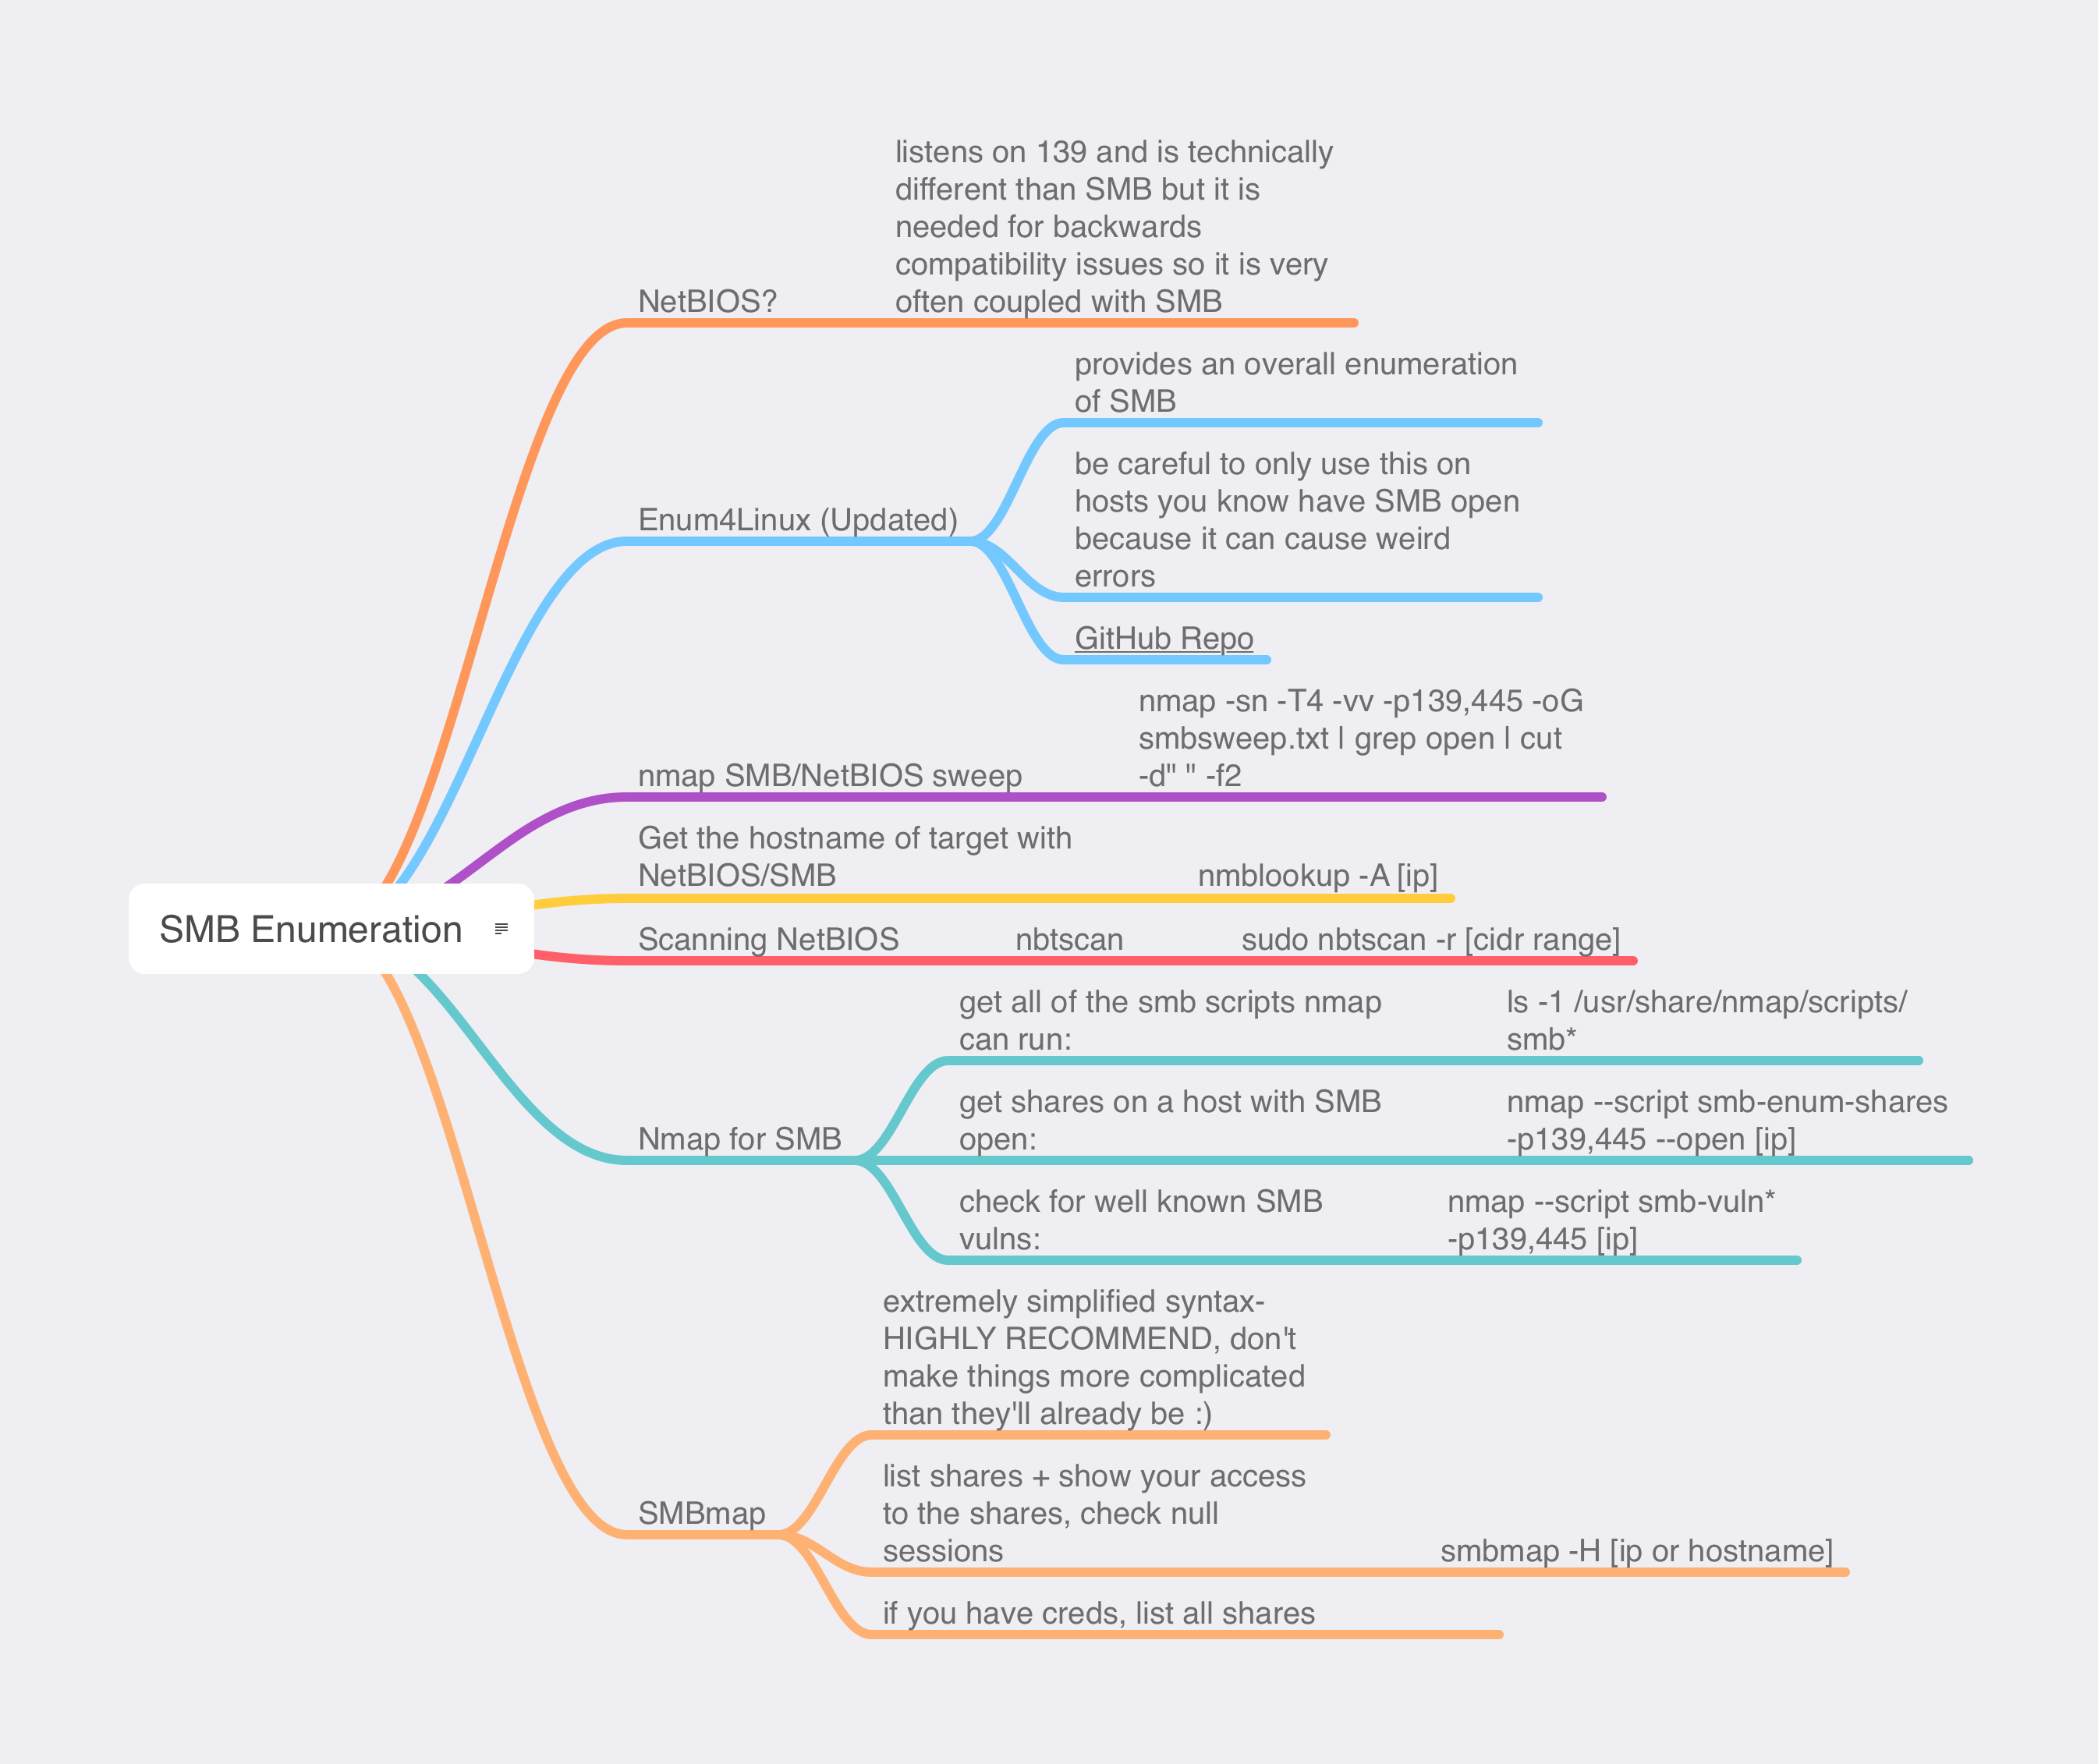 listens on 139 and is technically
different than SMB but it is
needed for backwards
compatibility issues so it is very
often coupled with SMB
NetBIOS?
provides an overall enumeration
of SMB
be careful to only use this on
hosts you know have SMB open
because it can cause weird
errors
Enum4Linux (Updated)
GitHub Repo
nmap -sn -T4 -vv -p139,445 -oG
smbsweep.txt | grep open | cut
-d" " -f2
nmap SMB/NetBIOS sweep
Get the hostname of target with
NetBIOS/SMB
nmblookup -A [ip]
SMB Enumeration
Scanning NetBIOS
nbtscan
sudo nbtscan -r [cidr range]
get all of the smb scripts nmap
can run:
ls -1 /usr/share/nmap/scripts/
smb*
get shares on a host with SMB
open:
nmap --script smb-enum-shares
-p139,445 --open [ip]
Nmap for SMB
check for well known SMB
vulns:
nmap --script smb-vuln*
-p139,445 [ip]
extremely simplified syntax-
HIGHLY RECOMMEND, don't
make things more complicated
than they'll already be :)
list shares + show your access
to the shares, check null
sessions
smbmap -H [ip or hostname]
SMBmap
if you have creds, list all shares